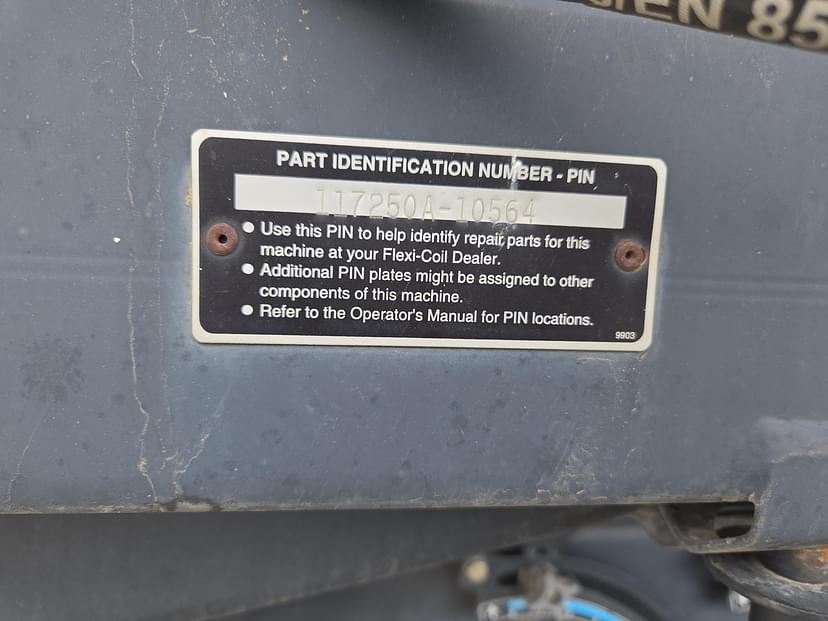 85
PART IDENTIFICATION NUMBER - PIN
117250A-10564
● Use this PIN to help identify repair parts for this
machine at your Flexi-Coil Dealer.
● Additional PIN plates might be assigned to other
components of this machine.
● Refer to the Operator's Manual for PIN locations.
9903